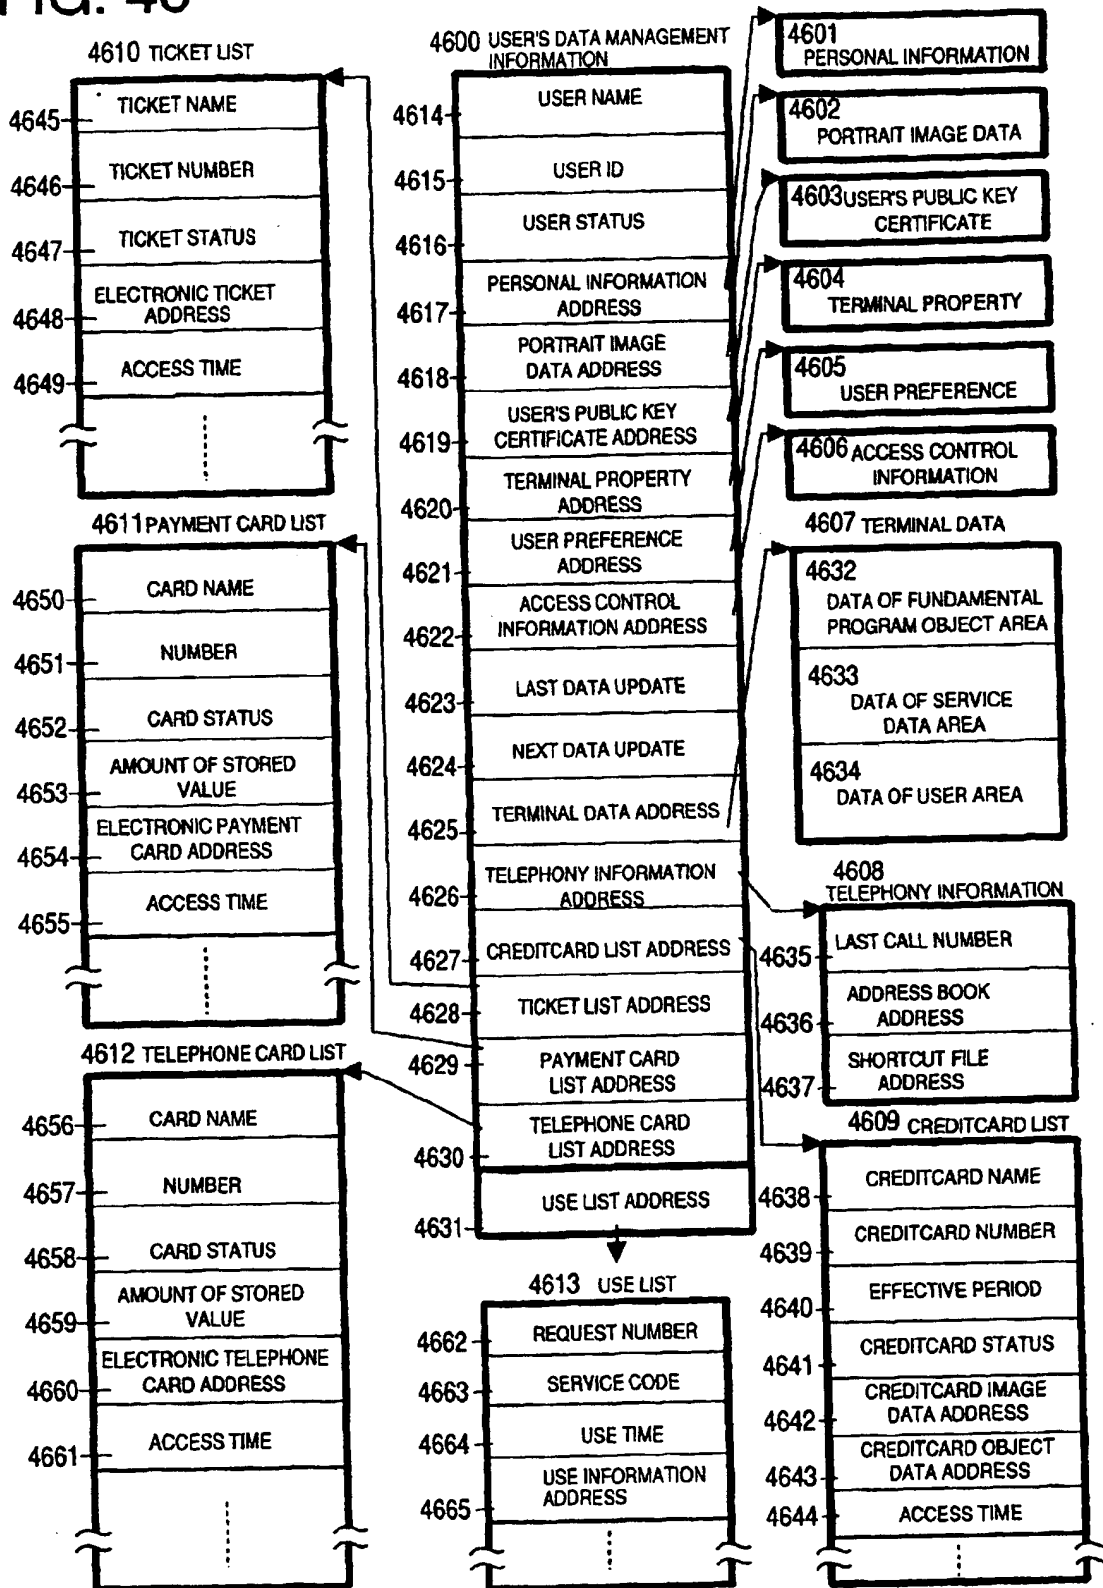 FIG. 46
4610 TICKET LIST
TICKET NAME
4645
TICKET NUMBER
4646
TICKET STATUS
4647
ELECTRONIC TICKET
ADDRESS
4648
ACCESS TIME
4649
4611 PAYMENT CARD LIST
CARD NAME
4650
NUMBER
4651
CARD STATUS
4652
AMOUNT OF STORED
VALUE
4653
ELECTRONIC PAYMENT
CARD ADDRESS
4654
ACCESS TIME
4655
4612 TELEPHONE CARD LIST
CARD NAME
4656
NUMBER
4657
CARD STATUS
4658
AMOUNT OF STORED
VALUE
4659
ELECTRONIC TELEPHONE
CARD ADDRESS
4660
ACCESS TIME
4661
4600 USER'S DATA MANAGEMENT
INFORMATION
USER NAME
4614
USER ID
4615
USER STATUS
4616
PERSONAL INFORMATION
ADDRESS
4617
PORTRAIT IMAGE
DATA ADDRESS
4618
USER'S PUBLIC KEY
CERTIFICATE ADDRESS
4619
TERMINAL PROPERTY
ADDRESS
4620
USER PREFERENCE
ADDRESS
4621
ACCESS CONTROL
INFORMATION ADDRESS
4622
LAST DATA UPDATE
4623
NEXT DATA UPDATE
4624
TERMINAL DATA ADDRESS
4625
TELEPHONY INFORMATION
ADDRESS
4626
CREDITCARD LIST ADDRESS
4627
TICKET LIST ADDRESS
4628
PAYMENT CARD
LIST ADDRESS
4629
TELEPHONE CARD
LIST ADDRESS
4630
USE LIST ADDRESS
4631
4613 USE LIST
REQUEST NUMBER
4662
SERVICE CODE
4663
USE TIME
4664
USE INFORMATION
ADDRESS
4665
4601
PERSONAL INFORMATION
4602
PORTRAIT IMAGE DATA
4603 USER'S PUBLIC KEY
CERTIFICATE
4604
TERMINAL PROPERTY
4605
USER PREFERENCE
4606 ACCESS CONTROL
INFORMATION
4607 TERMINAL DATA
4632
DATA OF FUNDAMENTAL
PROGRAM OBJECT AREA
4633
DATA OF SERVICE
DATA AREA
4634
DATA OF USER AREA
4608
TELEPHONY INFORMATION
LAST CALL NUMBER
4635
ADDRESS BOOK
ADDRESS
4636
SHORTCUT FILE
ADDRESS
4637
4609 CREDITCARD LIST
CREDITCARD NAME
4638
CREDITCARD NUMBER
4639
EFFECTIVE PERIOD
4640
CREDITCARD STATUS
4641
CREDITCARD IMAGE
DATA ADDRESS
4642
CREDITCARD OBJECT
DATA ADDRESS
4643
ACCESS TIME
4644